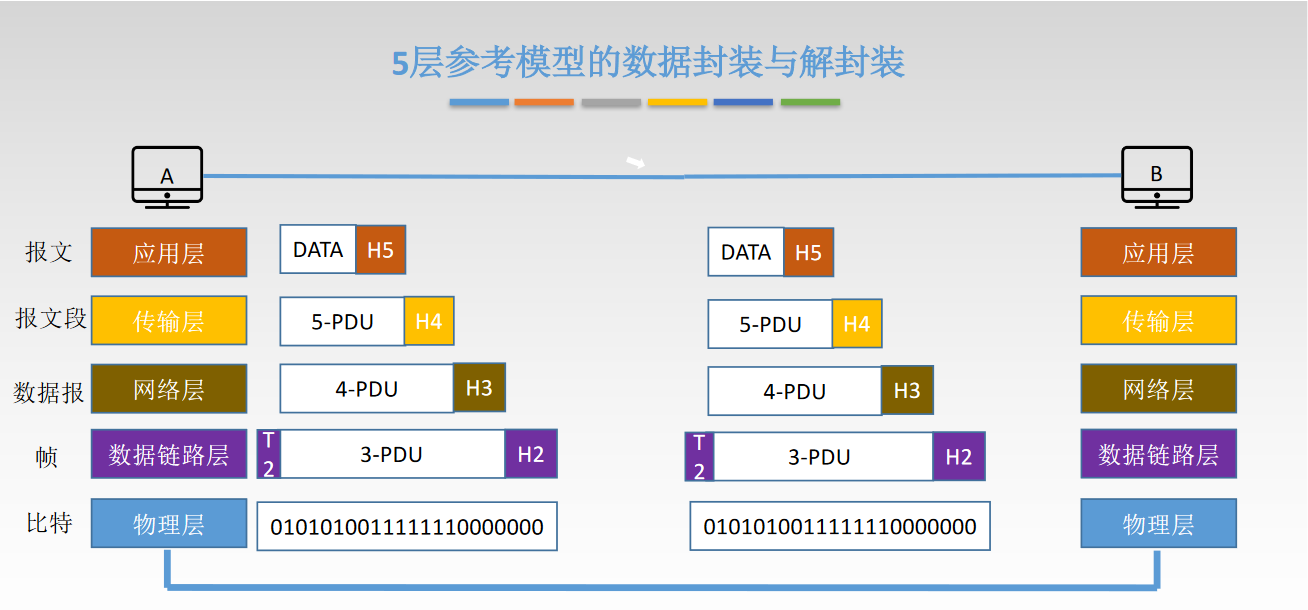 5层参考模型的数据封装与解封装
A
B
报文 应用层 DATA H5 DATA H5 应用层
报文段 传输层 5-PDU H4 5-PDU H4 传输层
数据报 网络层 4-PDU H3 4-PDU H3 网络层
帧 数据链路层 T2 3-PDU H2 T2 3-PDU H2 数据链路层
比特 物理层 0101010011111110000000 0101010011111110000000 物理层